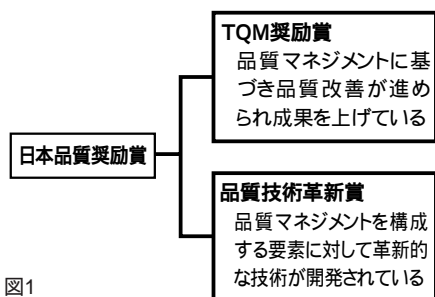 TQM奨励賞
品質マネジメントに基
づき品質改善が進め
られ成果を上げている
日本品質奨励賞
品質技術革新賞
品質マネジメントを構成
する要素に対して革新的
な技術が開発されている
図1